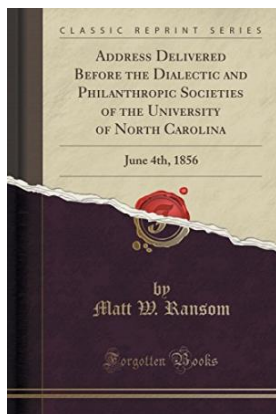 CLASSIC REPRINT SERIES
ADDRESS DELIVERED
BEFORE THE DIALECTIC AND
PHILANTHROPIC SOCIETIES
OF THE UNIVERSITY
OF NORTH CAROLINA
JUNE 4TH, 1856
by
Matt W. Ransom
Forgotten Books